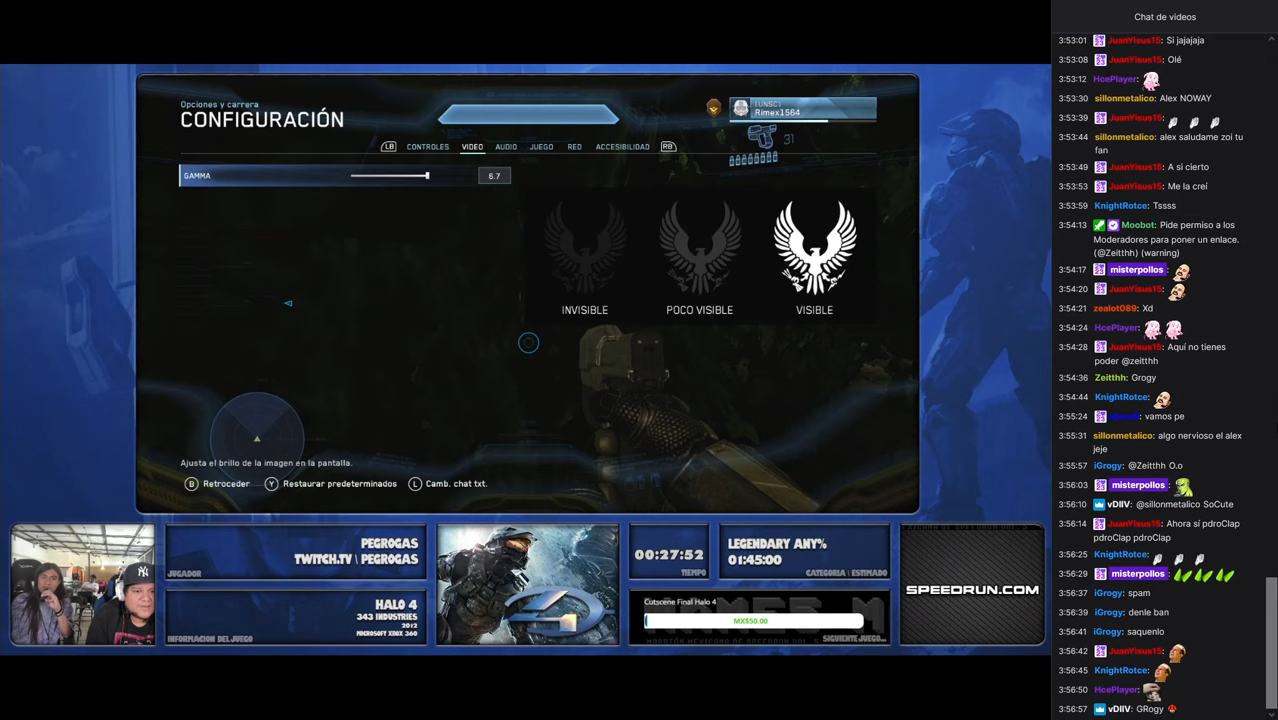 Opciones y carrera
CONFIGURACIÓN
(UNSC)
Rimex1564
31
LB CONTROLES VIDEO AUDIO JUEGO RED ACCESIBILIDAD RB
GAMMA 6.7
INVISIBLE POCO VISIBLE VISIBLE
Ajusta el brillo de la imagen en la pantalla.
B Retroceder Y Restaurar predeterminados L Camb. chat txt.
PEGROGAS
TWITCH.TV \ PEGROGAS
JUGADOR
HALO 4
343 INDUSTRIES
2012
MICROSOFT XBOX 360
INFORMACION DEL JUEGO
4
00:27:52
TIEMPO
LEGENDARY ANY%
01:45:00
CATEGORIA \ ESTIMADO
Cutscene Final Halo 4
MX$50.00
SIGUIENTE JUEGO...
SPEEDRUN.COM
Chat de videos
3:53:01 JuanYisus15: Si jajajaja
3:53:08 JuanYisus15: Olé
3:53:12 HcePlayer:
3:53:30 sillonmetalico: Alex NOWAY
3:53:39 JuanYisus15:
3:53:44 sillonmetalico: alex saludame zoi tu
fan
3:53:49 JuanYisus15: A si cierto
3:53:53 JuanYisus15: Me la creí
3:53:59 KnightRotce: Tssss
3:54:13 Moobot: Pide permiso a los
Moderadores para poner un enlace.
(@Zeitthh) (warning)
3:54:17 misterpollos:
3:54:20 JuanYisus15:
3:54:21 zealot089: Xd
3:54:24 HcePlayer:
3:54:28 JuanYisus15: Aquí no tienes
poder @zeitthh
3:54:36 Zeitthh: Grogy
3:54:44 KnightRotce:
3:55:24 vamos pe
3:55:31 sillonmetalico: algo nervioso el alex
jeje
3:55:57 iGrogy: @Zeitthh O.o
3:56:03 misterpollos:
3:56:10 vDIIV: @sillonmetalico SoCute
3:56:14 JuanYisus15: Ahora sí pdroClap
pdroClap pdroClap
3:56:25 KnightRotce:
3:56:29 misterpollos:
3:56:37 iGrogy: spam
3:56:39 iGrogy: denle ban
3:56:41 iGrogy: saquenlo
3:56:42 JuanYisus15:
3:56:45 KnightRotce:
3:56:50 HcePlayer:
3:56:57 vDIIV: GRogy